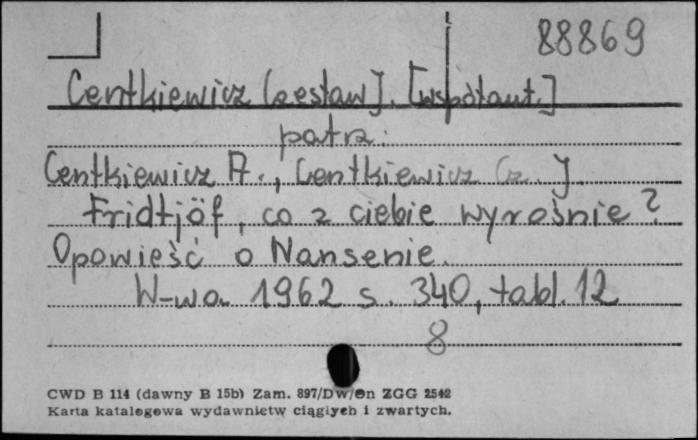 88869
Centkiewicz Czesław J. [współaut.]
patrz:
Centkiewicz A., Centkiewicz Cz. J.
Fridtjöf, co z ciebie wyrośnie?
Opowieść o Nansenie.
W-wa 1962 s. 340, tabl. 12
8
CWD B 114 (dawny B 15b) Zam. 897/DW/On ZGG 2542
Karta katalogowa wydawnictw ciągłych i zwartych.